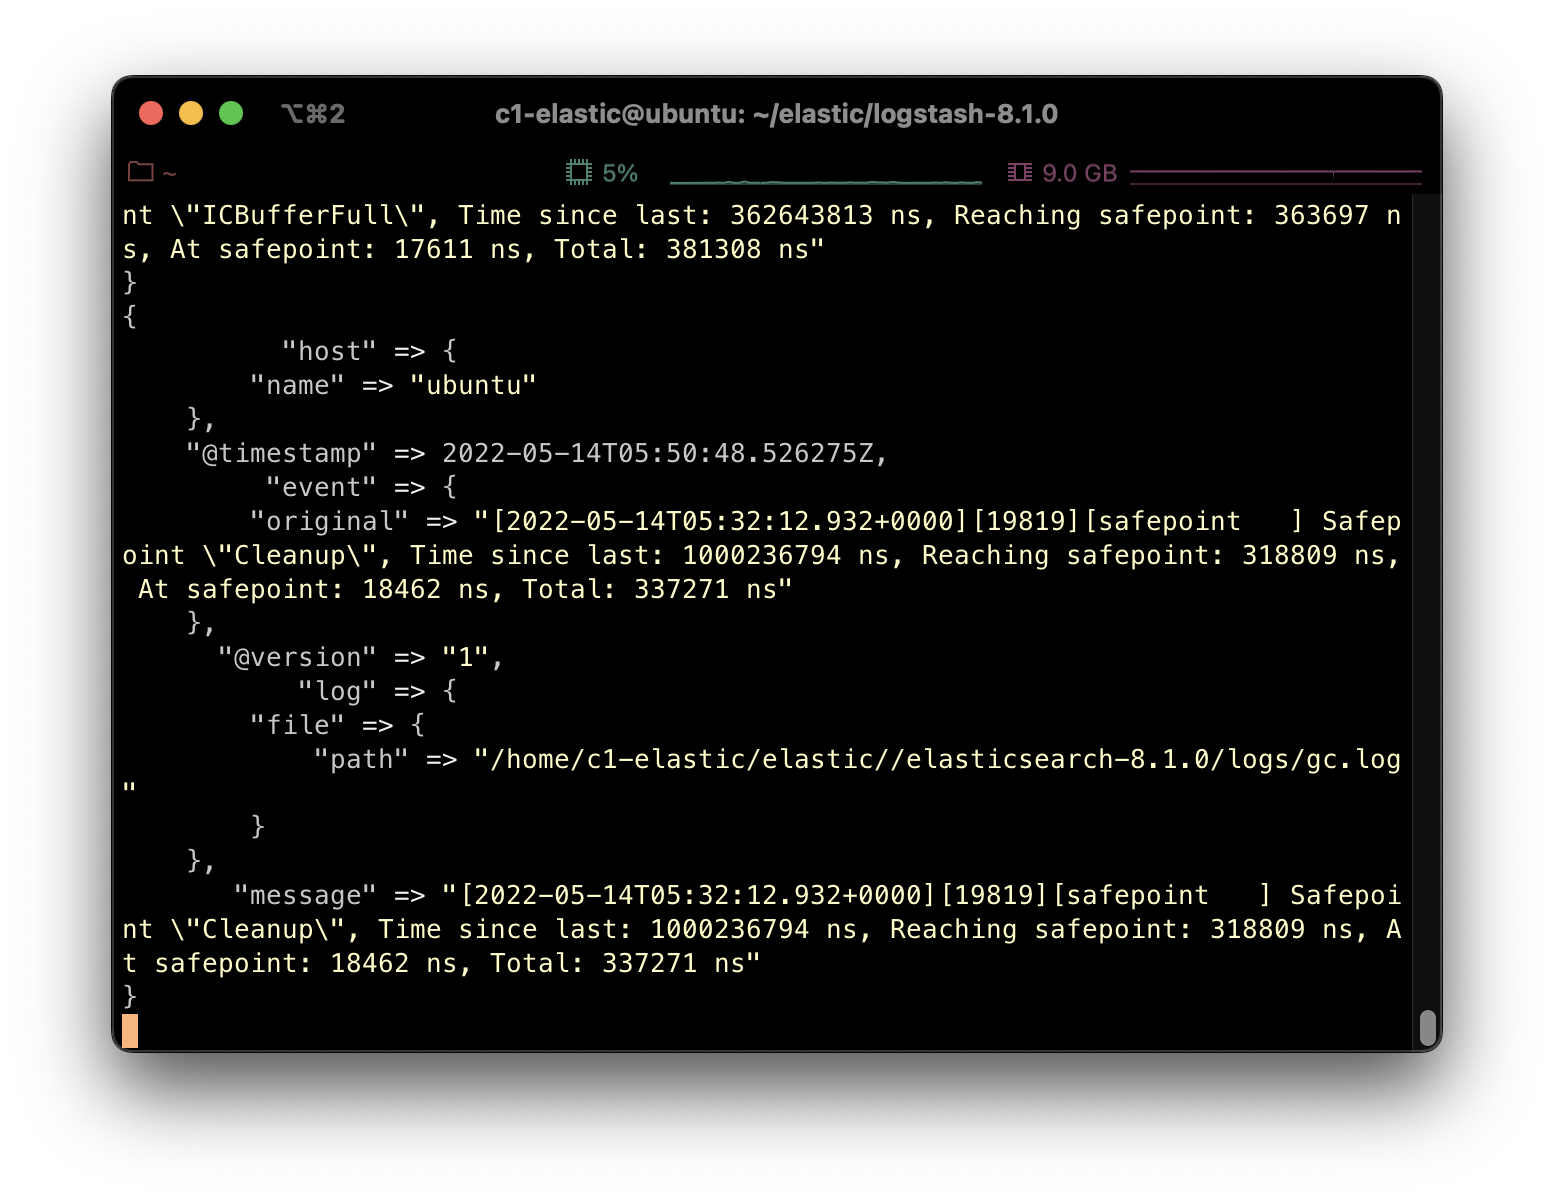 ⌥⌘2
c1-elastic@ubuntu: ~/elastic/logstash-8.1.0
~
5%
9.0 GB
nt \"ICBufferFull\", Time since last: 362643813 ns, Reaching safepoint: 363697 n
s, At safepoint: 17611 ns, Total: 381308 ns"
}
{
          "host" => {
        "name" => "ubuntu"
    },
    "@timestamp" => 2022-05-14T05:50:48.526275Z,
         "event" => {
        "original" => "[2022-05-14T05:32:12.932+0000][19819][safepoint   ] Safep
oint \"Cleanup\", Time since last: 1000236794 ns, Reaching safepoint: 318809 ns,
 At safepoint: 18462 ns, Total: 337271 ns"
    },
      "@version" => "1",
           "log" => {
        "file" => {
            "path" => "/home/c1-elastic/elastic//elasticsearch-8.1.0/logs/gc.log
"
        }
    },
       "message" => "[2022-05-14T05:32:12.932+0000][19819][safepoint   ] Safepoi
nt \"Cleanup\", Time since last: 1000236794 ns, Reaching safepoint: 318809 ns, A
t safepoint: 18462 ns, Total: 337271 ns"
}